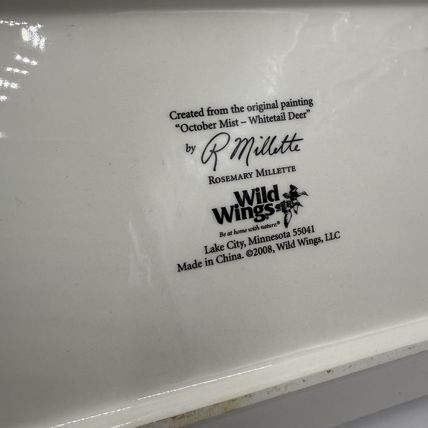 Created from the original painting
“October Mist – Whitetail Deer”
by R Millette
ROSEMARY MILLETTE
Wild
Wings®
Be at home with nature.®
Lake City, Minnesota 55041
Made in China. ©2008, Wild Wings, LLC